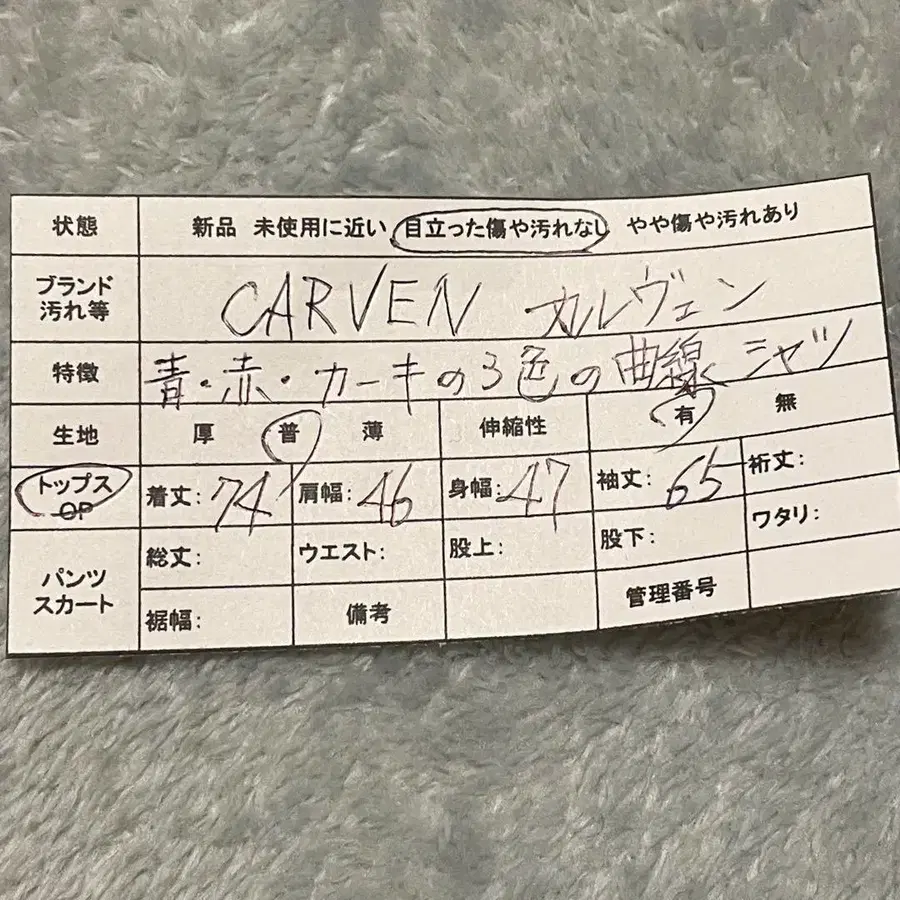 状態 新品 未使用に近い 目立った傷や汚れなし やや傷や汚れあり
ブランド
汚れ等
CARVEN カルヴェン
特徴 青・赤・カーキの3色の曲線シャツ
生地 厚 普 薄 伸縮性 有 無
トップス
OP
着丈: 74 肩幅: 46 身幅: 47 袖丈: 65 裄丈:
パンツ
スカート
総丈: ウエスト: 股上: 股下: ワタリ:
裾幅: 備考 管理番号